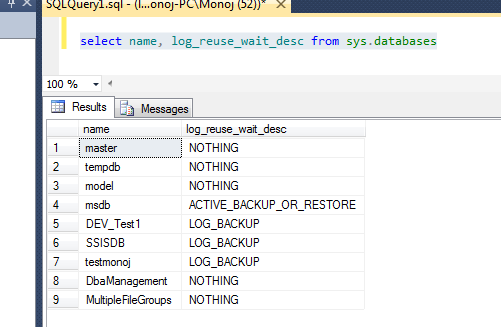 SQLQuery1.sql - (l...onoj-PC\Monoj (52))*
select name, log_reuse_wait_desc from sys.databases
100 %
Results Messages
name log_reuse_wait_desc
1 master NOTHING
2 tempdb NOTHING
3 model NOTHING
4 msdb ACTIVE_BACKUP_OR_RESTORE
5 DEV_Test1 LOG_BACKUP
6 SSISDB LOG_BACKUP
7 testmonoj LOG_BACKUP
8 DbaManagement NOTHING
9 MultipleFileGroups NOTHING